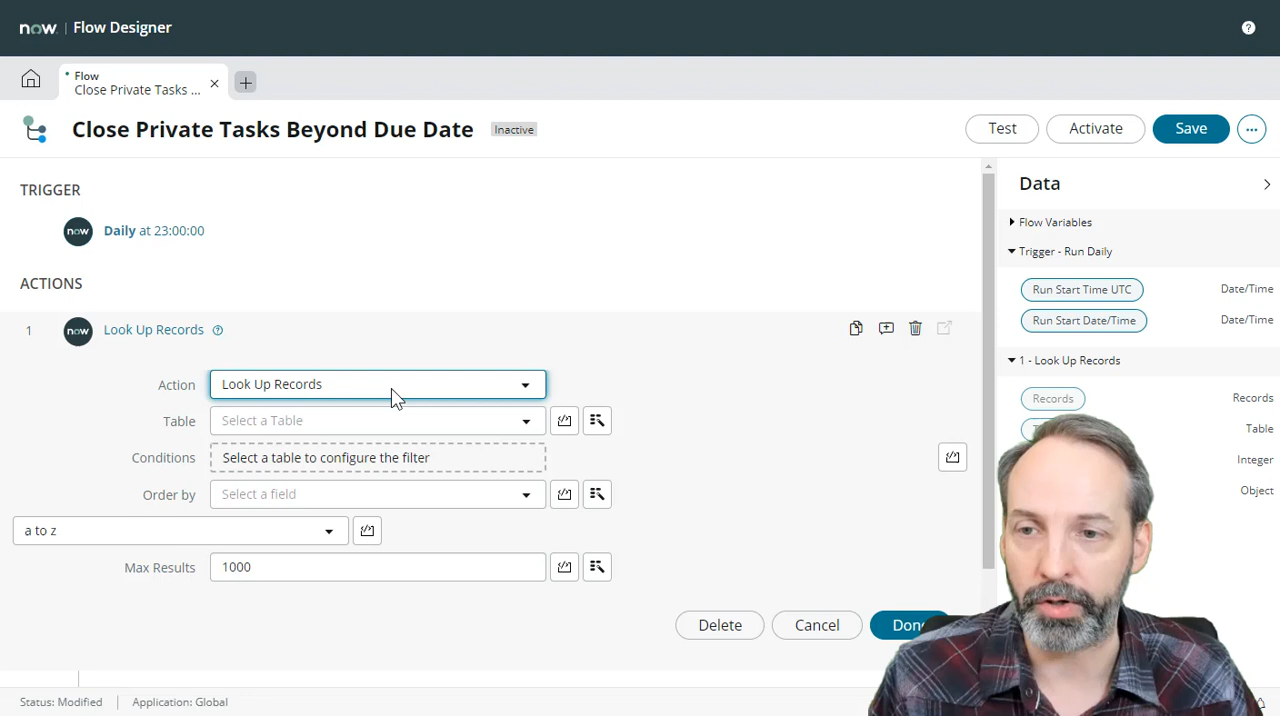 now. | Flow Designer
Flow
Close Private Tasks ...
Close Private Tasks Beyond Due Date
Inactive
Test
Activate
Save
TRIGGER
now
Daily at 23:00:00
ACTIONS
1
now
Look Up Records
Action
Look Up Records
Table
Select a Table
Conditions
Select a table to configure the filter
Order by
Select a field
a to z
Max Results
1000
Delete
Cancel
Data
Flow Variables
Trigger - Run Daily
Run Start Time UTC
Date/Time
Run Start Date/Time
Date/Time
1 - Look Up Records
Records
Records
Table
Integer
Object
Status: Modified
Application: Global